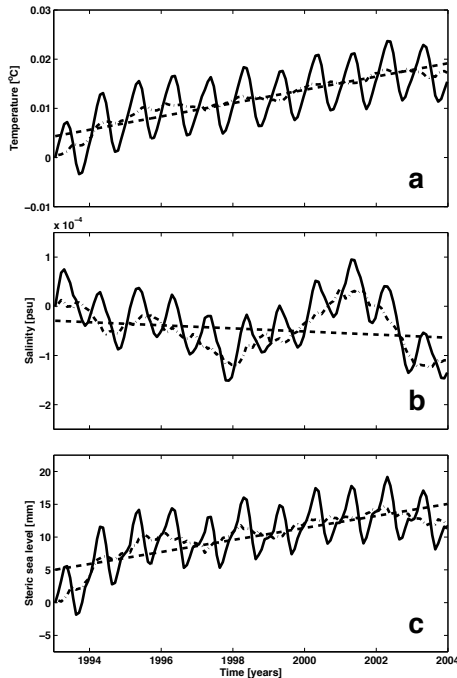 0.03
0.02
0.01
0
−0.01
Temperature [°C]
a
x 10⁻⁴
1
0
−1
−2
Salinity [psu]
b
20
15
10
5
0
−5
Steric sea level [mm]
c
1994 1996 1998 2000 2002 2004
Time [years]